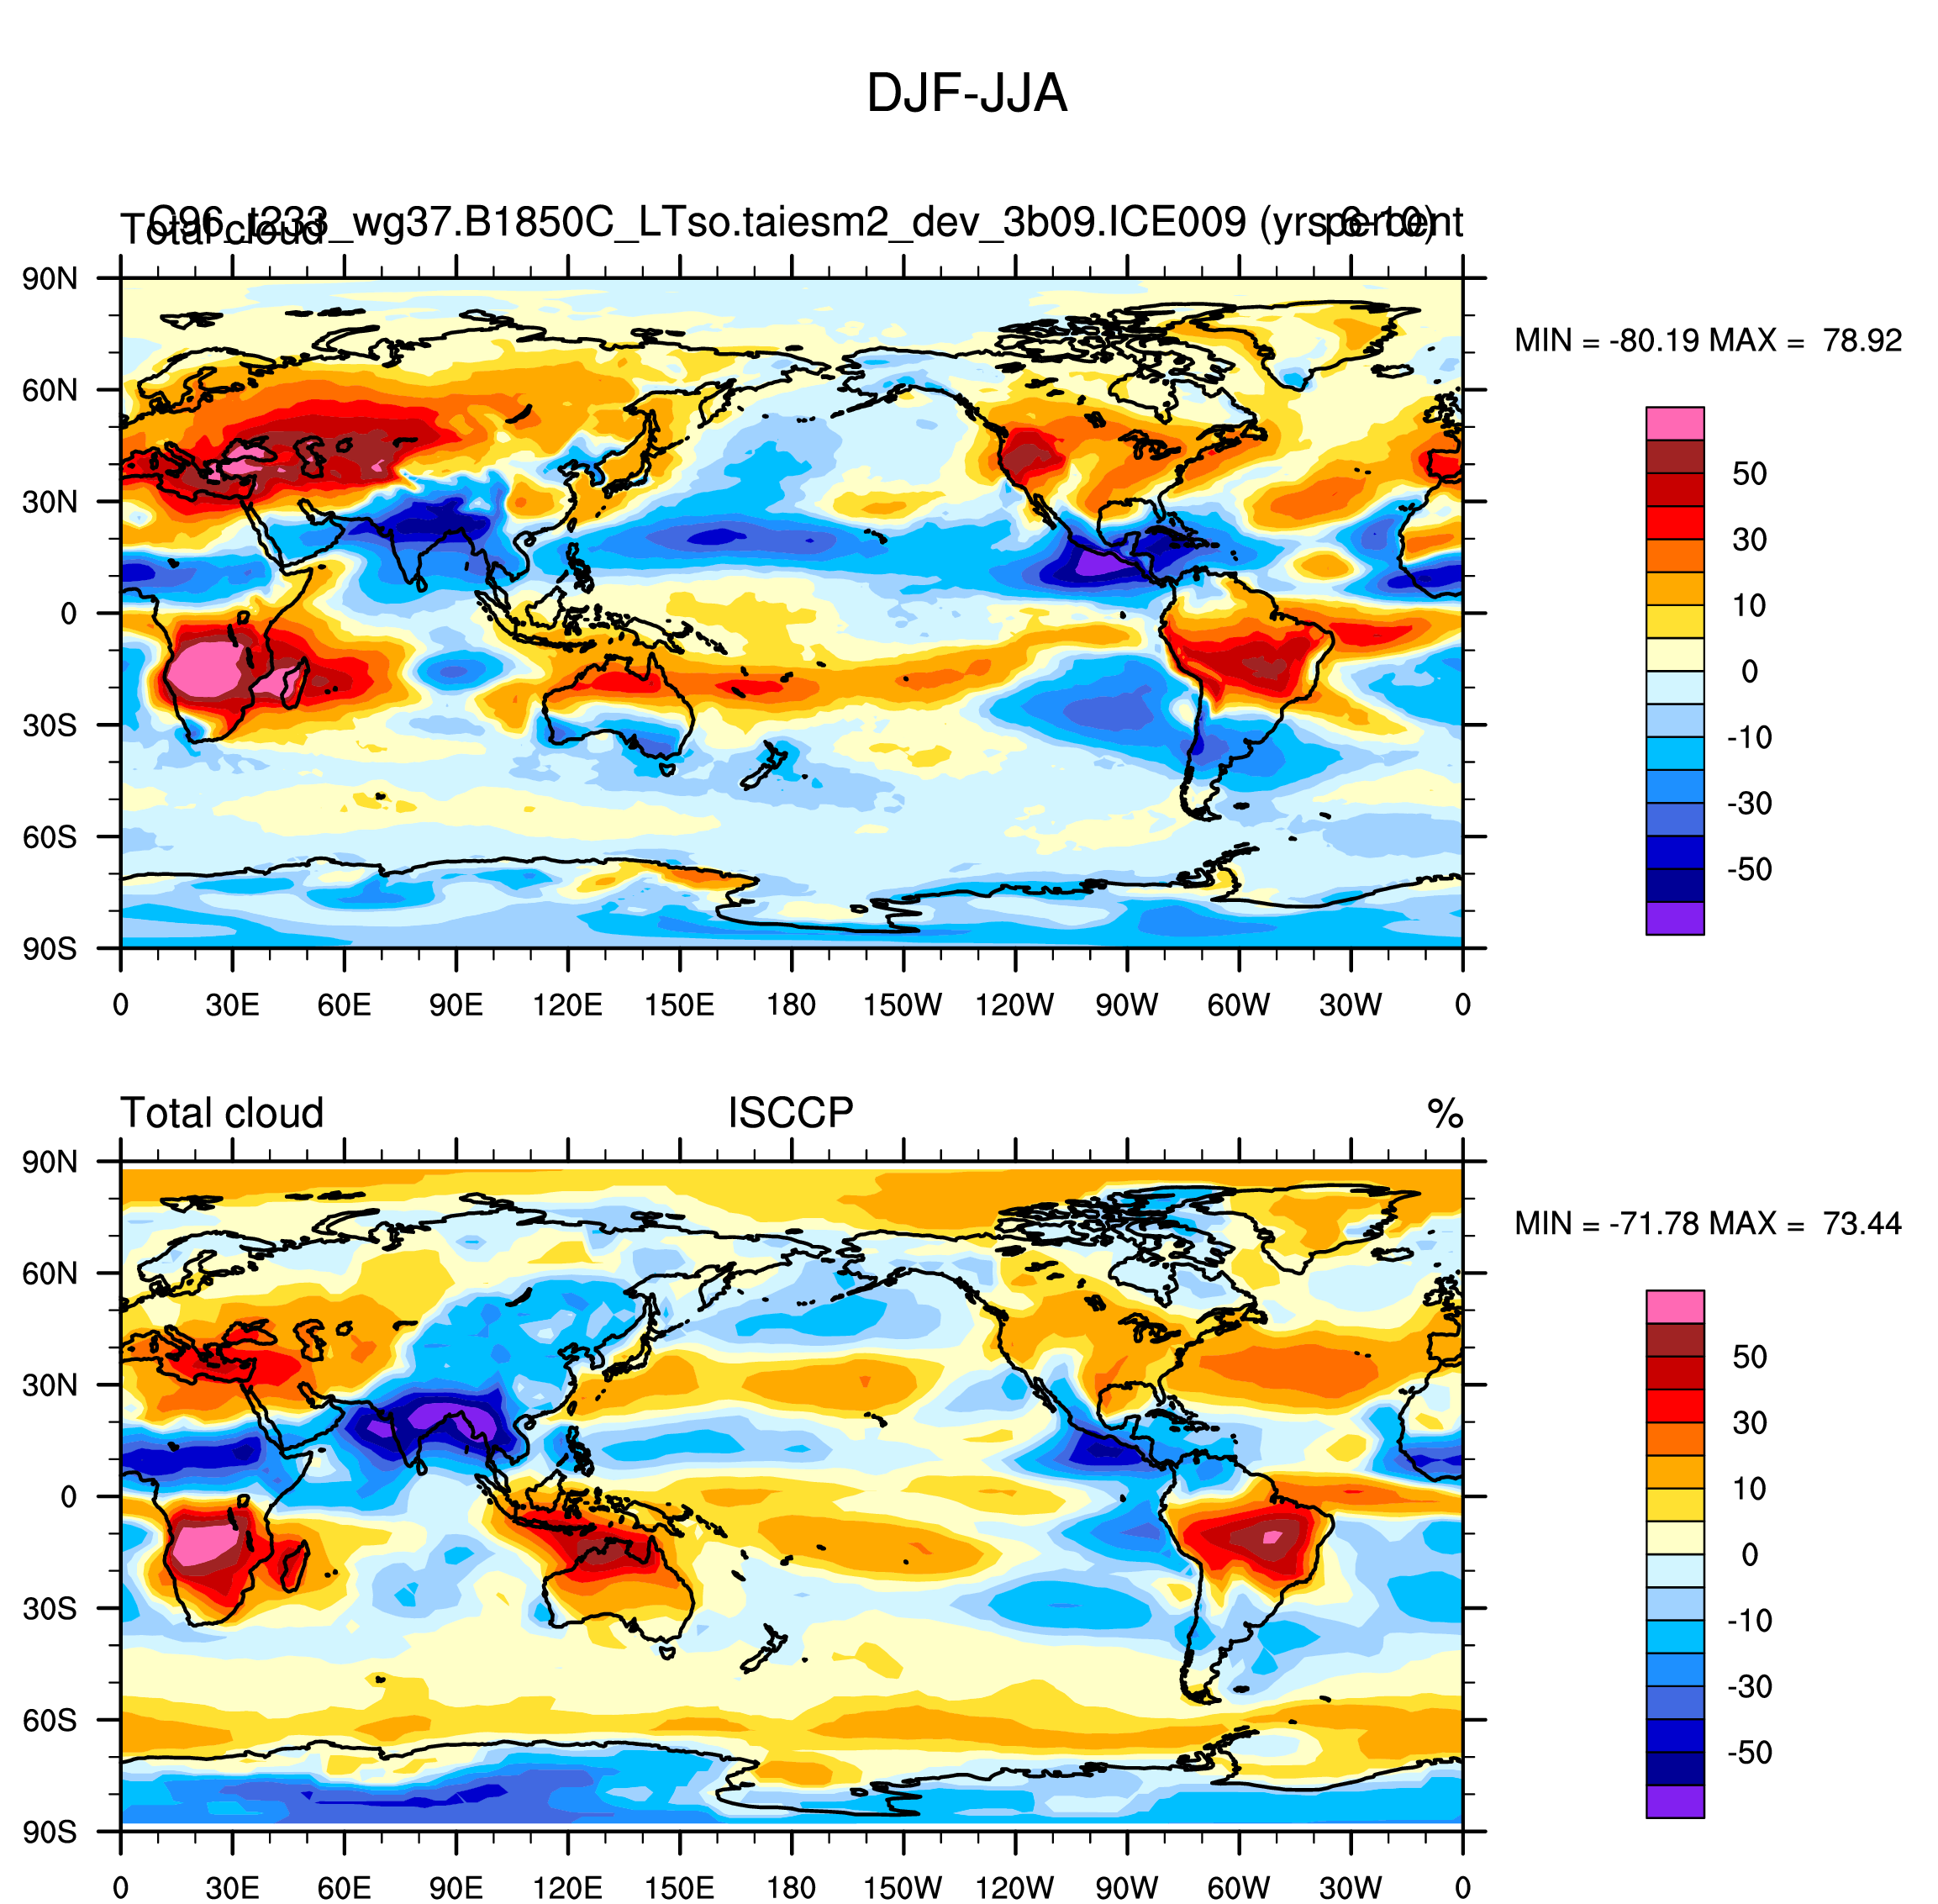 DJF-JJA
Total cloud C96_t233_wg37.B1850C_LTso.taiesm2_dev_3b09.ICE009 (yrs 6-10) percent
90N
60N
30N
0
30S
60S
90S
0 30E 60E 90E 120E 150E 180 150W 120W 90W 60W 30W 0
MIN = -80.19 MAX = 78.92
50
30
10
0
-10
-30
-50
Total cloud ISCCP %
90N
60N
30N
0
30S
60S
90S
0 30E 60E 90E 120E 150E 180 150W 120W 90W 60W 30W 0
MIN = -71.78 MAX = 73.44
50
30
10
0
-10
-30
-50